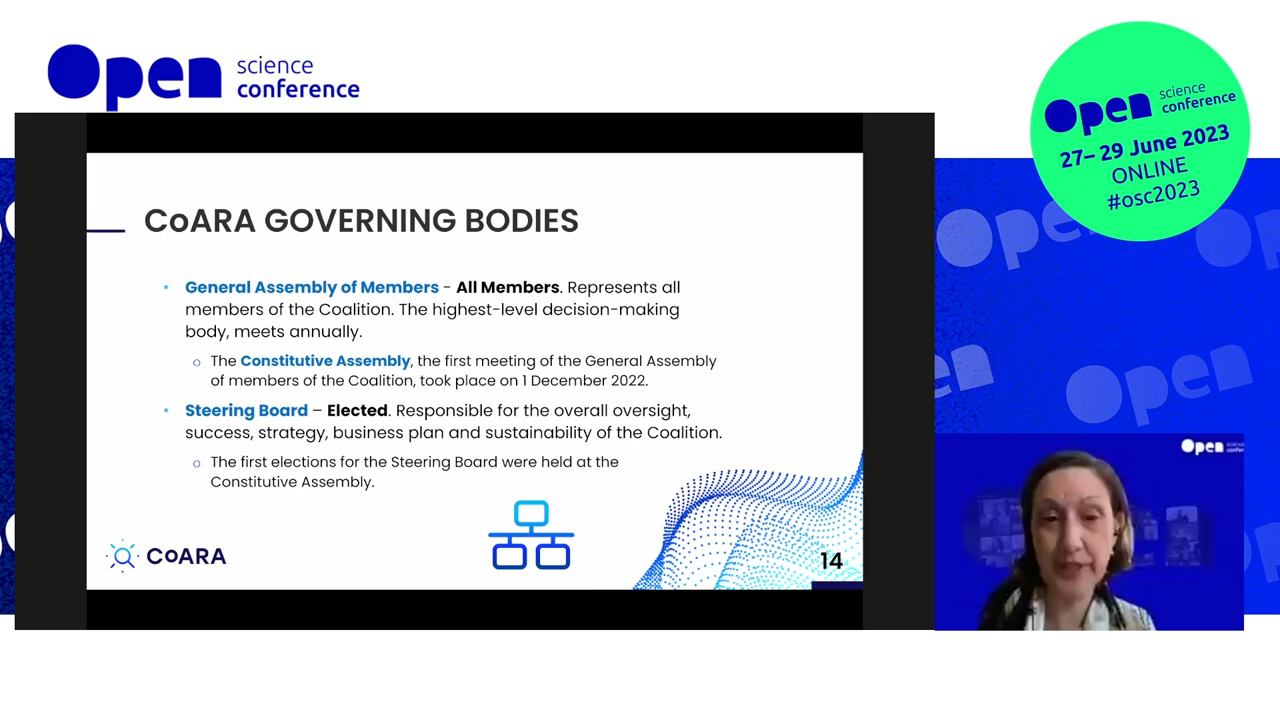 Open science
conference
Open science
conference
27– 29 June 2023
ONLINE
#osc2023
CoARA GOVERNING BODIES
• General Assembly of Members - All Members. Represents all
members of the Coalition. The highest-level decision-making
body, meets annually.
o The Constitutive Assembly, the first meeting of the General Assembly
of members of the Coalition, took place on 1 December 2022.
• Steering Board – Elected. Responsible for the overall oversight,
success, strategy, business plan and sustainability of the Coalition.
o The first elections for the Steering Board were held at the
Constitutive Assembly.
CoARA
14
Open
Open
Open